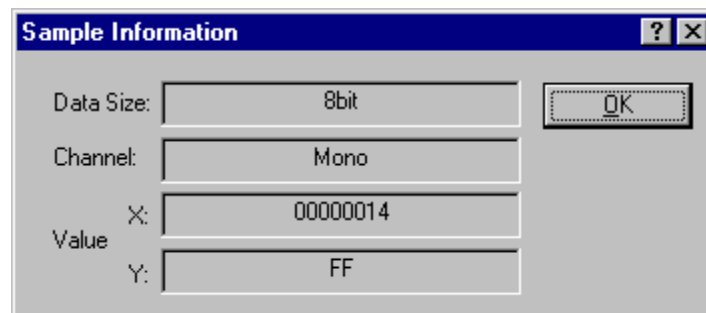 Sample Information
Data Size: 8bit OK
Channel: Mono
X: 00000014
Value
Y: FF